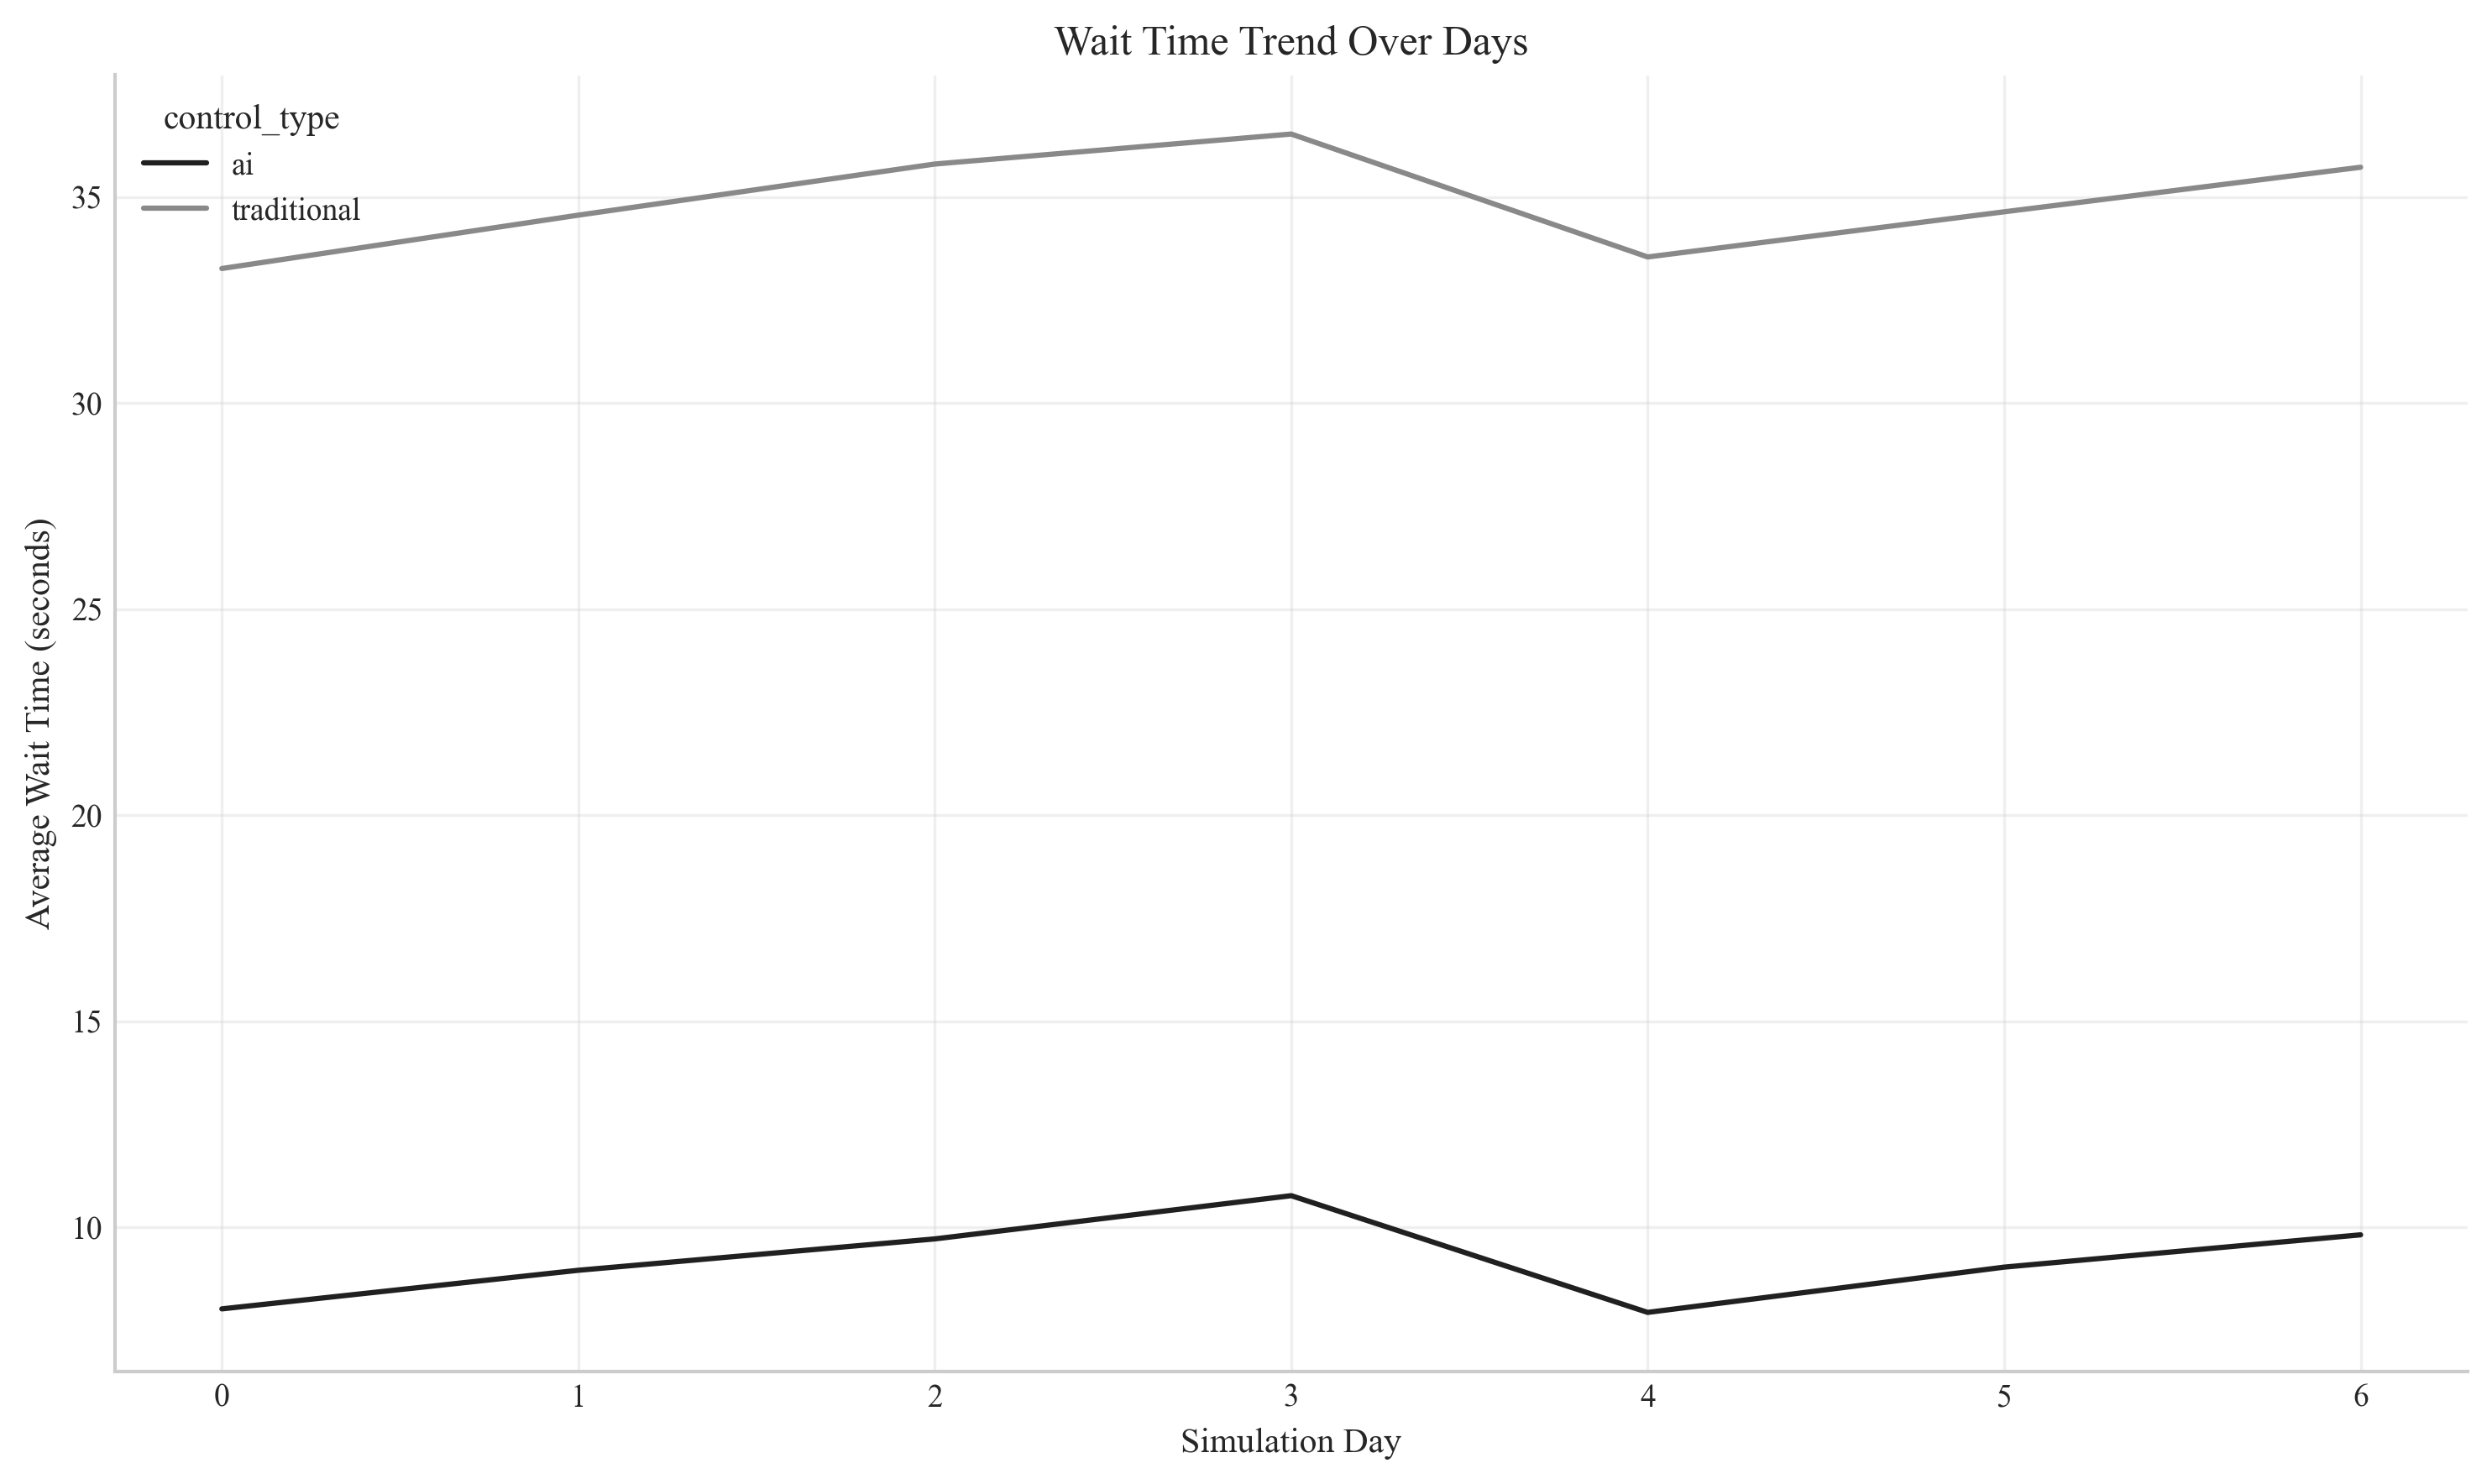 Wait Time Trend Over Days
control_type
ai
traditional
Average Wait Time (seconds)
35
30
25
20
15
10
0 1 2 3 4 5 6
Simulation Day